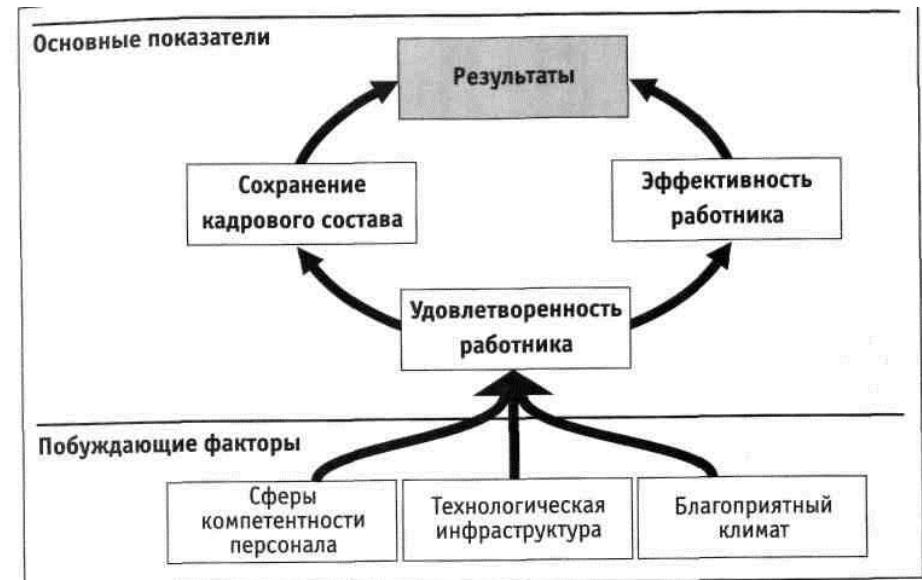 Основные показатели
Результаты
Сохранение
кадрового состава
Эффективность
работника
Удовлетворенность
работника
Побуждающие факторы
Сферы
компетентности
персонала
Технологическая
инфраструктура
Благоприятный
климат